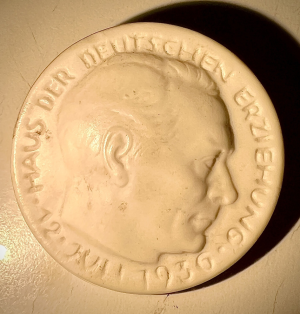 · HAUS DER DEUTSCHEN ERZIEHUNG ·
12 · JULI 1936